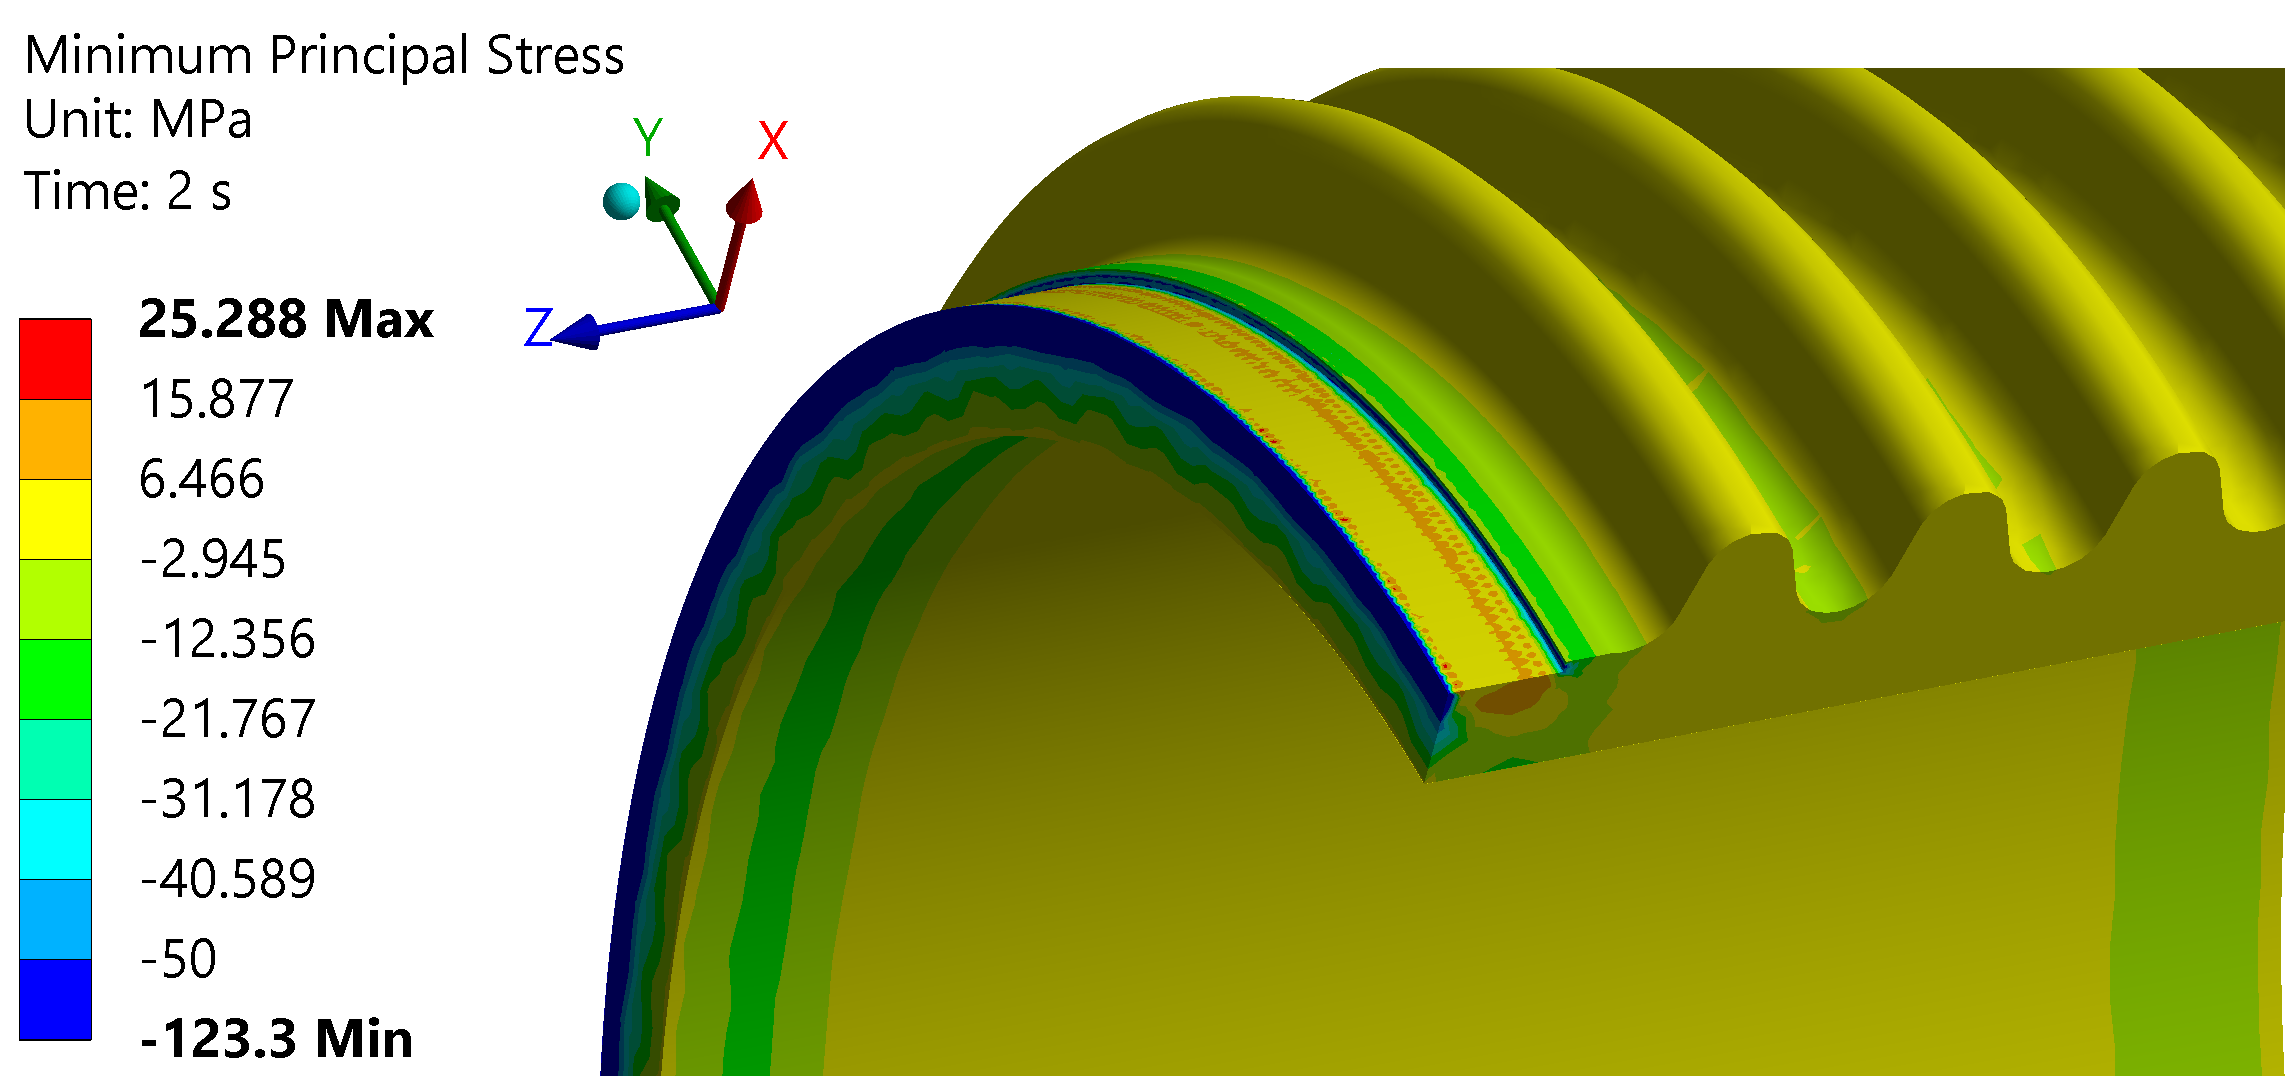 Minimum Principal Stress
Unit: MPa
Time: 2 s
Y
X
Z
25.288 Max
15.877
6.466
-2.945
-12.356
-21.767
-31.178
-40.589
-50
-123.3 Min